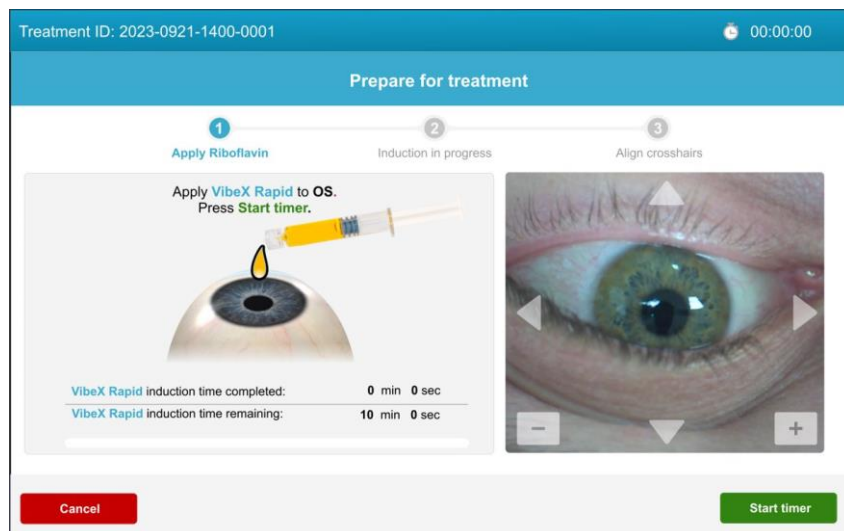 Treatment ID: 2023-0921-1400-0001
00:00:00
Prepare for treatment
1
2
3
Apply Riboflavin
Induction in progress
Align crosshairs
Apply VibeX Rapid to OS.
Press Start timer.
VibeX Rapid induction time completed: 0 min 0 sec
VibeX Rapid induction time remaining: 10 min 0 sec
− +
Cancel
Start timer